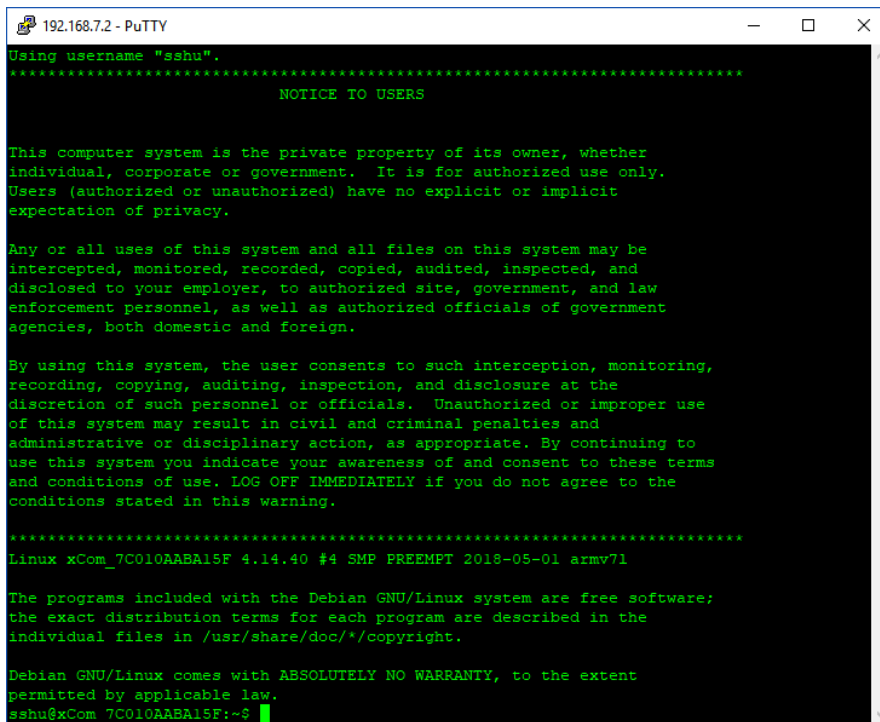 192.168.7.2 - PuTTY
Using username "sshu".
****************************************************************************
NOTICE TO USERS
This computer system is the private property of its owner, whether
individual, corporate or government.  It is for authorized use only.
Users (authorized or unauthorized) have no explicit or implicit
expectation of privacy.
Any or all uses of this system and all files on this system may be
intercepted, monitored, recorded, copied, audited, inspected, and
disclosed to your employer, to authorized site, government, and law
enforcement personnel, as well as authorized officials of government
agencies, both domestic and foreign.
By using this system, the user consents to such interception, monitoring,
recording, copying, auditing, inspection, and disclosure at the
discretion of such personnel or officials.  Unauthorized or improper use
of this system may result in civil and criminal penalties and
administrative or disciplinary action, as appropriate. By continuing to
use this system you indicate your awareness of and consent to these terms
and conditions of use. LOG OFF IMMEDIATELY if you do not agree to the
conditions stated in this warning.
****************************************************************************
Linux xCom_7C010AABA15F 4.14.40 #4 SMP PREEMPT 2018-05-01 armv7l
The programs included with the Debian GNU/Linux system are free software;
the exact distribution terms for each program are described in the
individual files in /usr/share/doc/*/copyright.
Debian GNU/Linux comes with ABSOLUTELY NO WARRANTY, to the extent
permitted by applicable law.
sshu@xCom_7C010AABA15F:~$